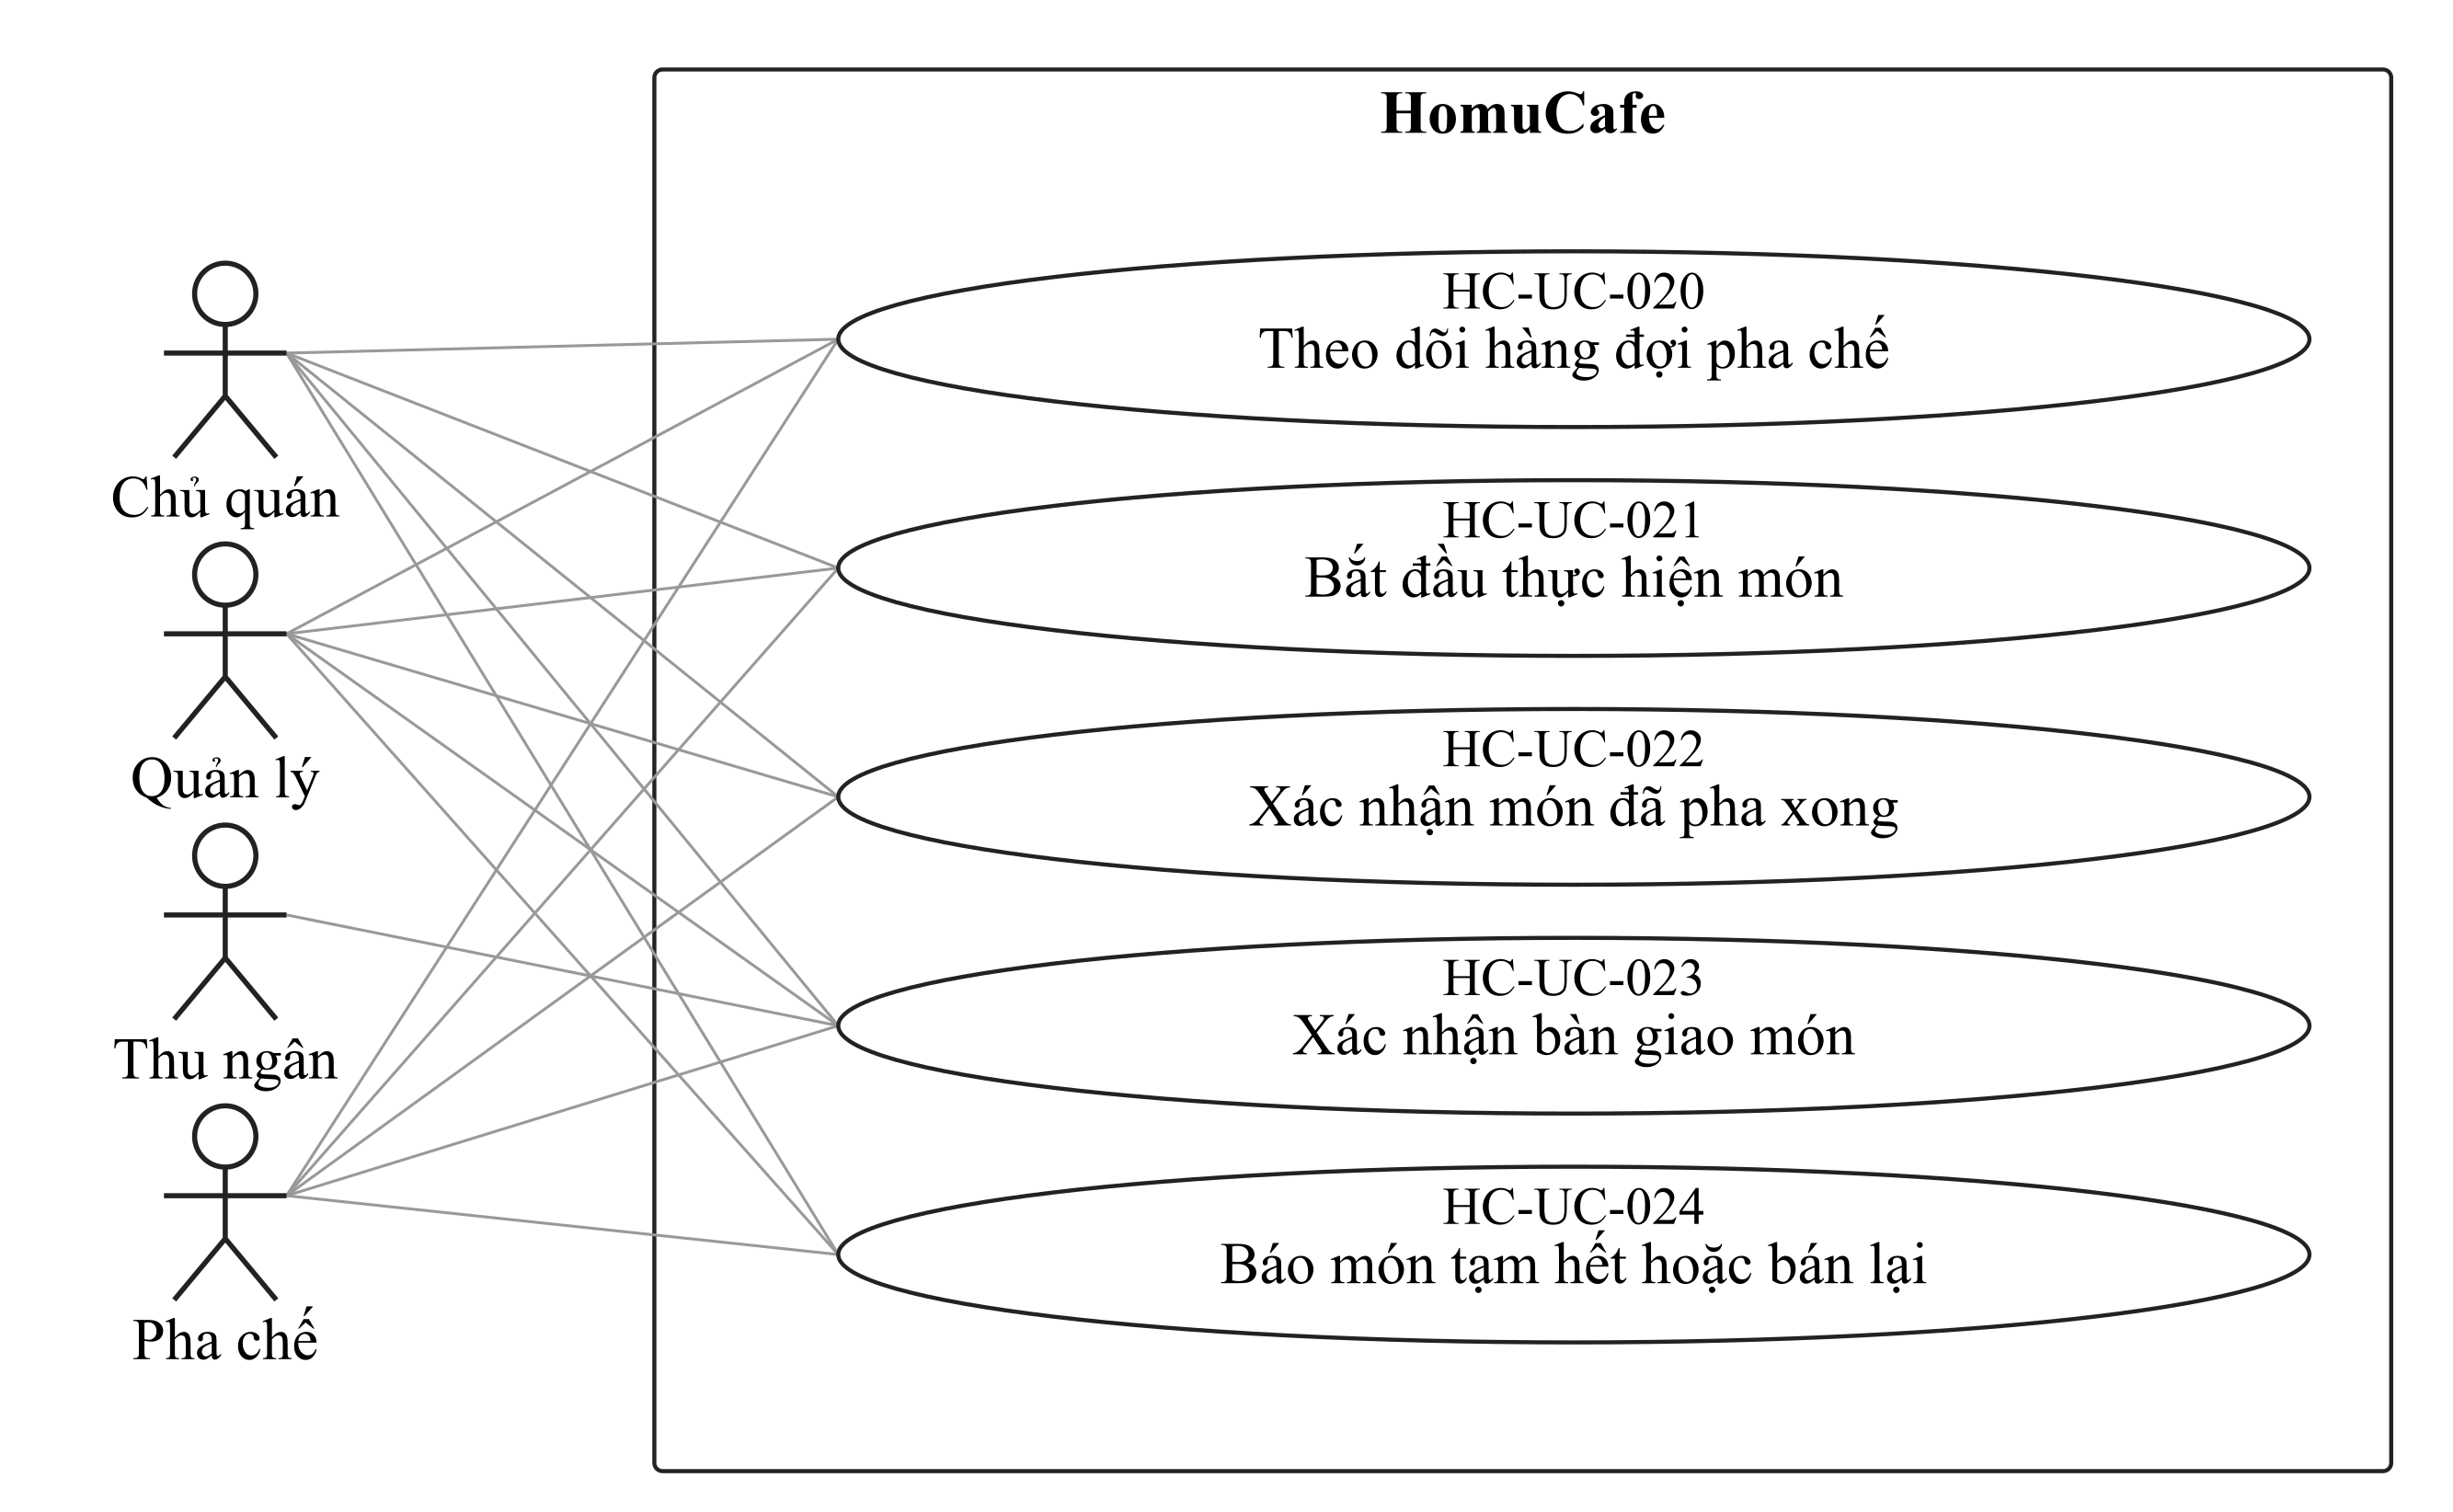 HomuCafe
Chủ quán
Quản lý
Thu ngân
Pha chế
HC-UC-020
Theo dõi hàng đợi pha chế
HC-UC-021
Bắt đầu thực hiện món
HC-UC-022
Xác nhận món đã pha xong
HC-UC-023
Xác nhận bàn giao món
HC-UC-024
Báo món tạm hết hoặc bán lại